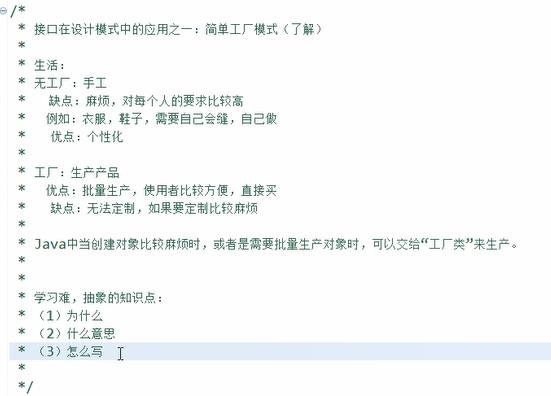 /*
* 接口在设计模式中的应用之一：简单工厂模式（了解）
*
* 生活：
* 无工厂：手工
* 缺点：麻烦，对每个人的要求比较高
* 例如：衣服，鞋子，需要自己会缝，自己做
* 优点：个性化
*
* 工厂：生产产品
* 优点：批量生产，使用者比较方便，直接买
* 缺点：无法定制，如果要定制比较麻烦
*
* Java中当创建对象比较麻烦时，或者是需要批量生产对象时，可以交给“工厂类”来生产。
*
*
* 学习难，抽象的知识点：
* （1）为什么
* （2）什么意思
* （3）怎么写
*
*/